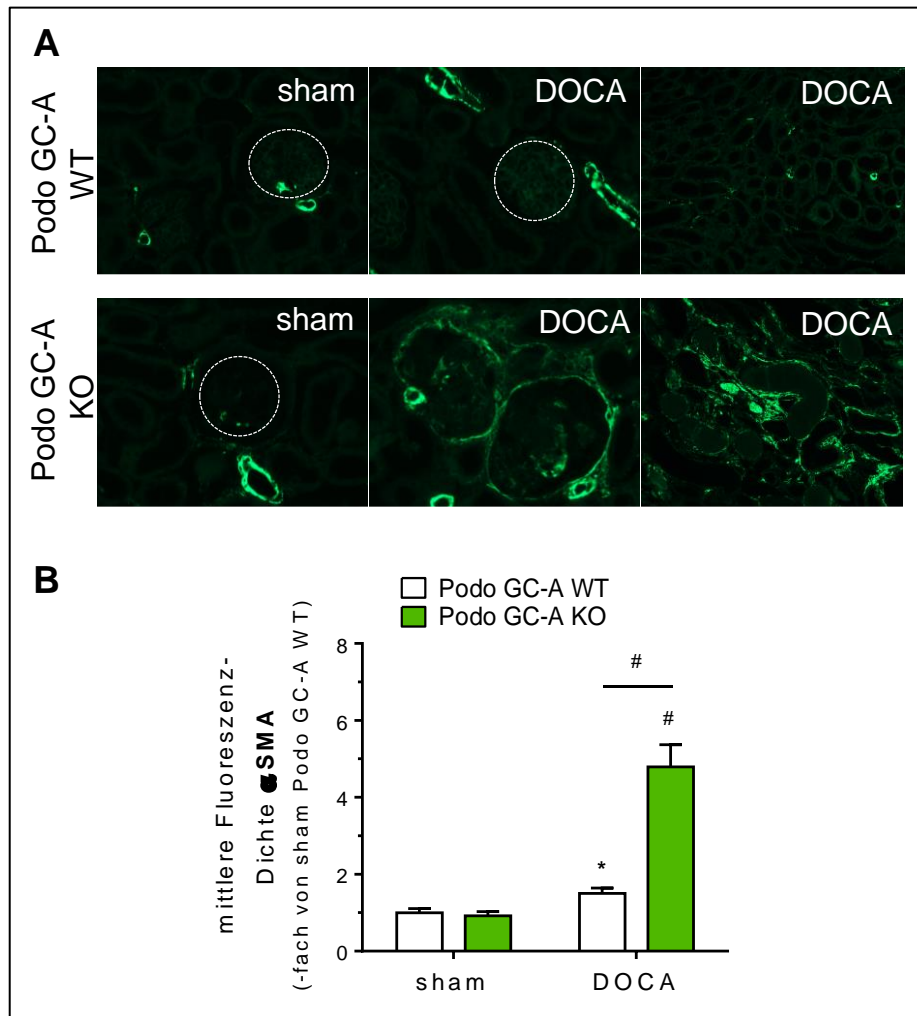 A
Podo GC-A
WT
sham
DOCA
DOCA
Podo GC-A
KO
sham
DOCA
DOCA
B
Podo GC-A WT
Podo GC-A KO
mittlere Fluoreszenz-
Dichte αSMA
(-fach von sham Podo GC-A WT)
8
6
4
2
0
#
#
*
sham
DOCA